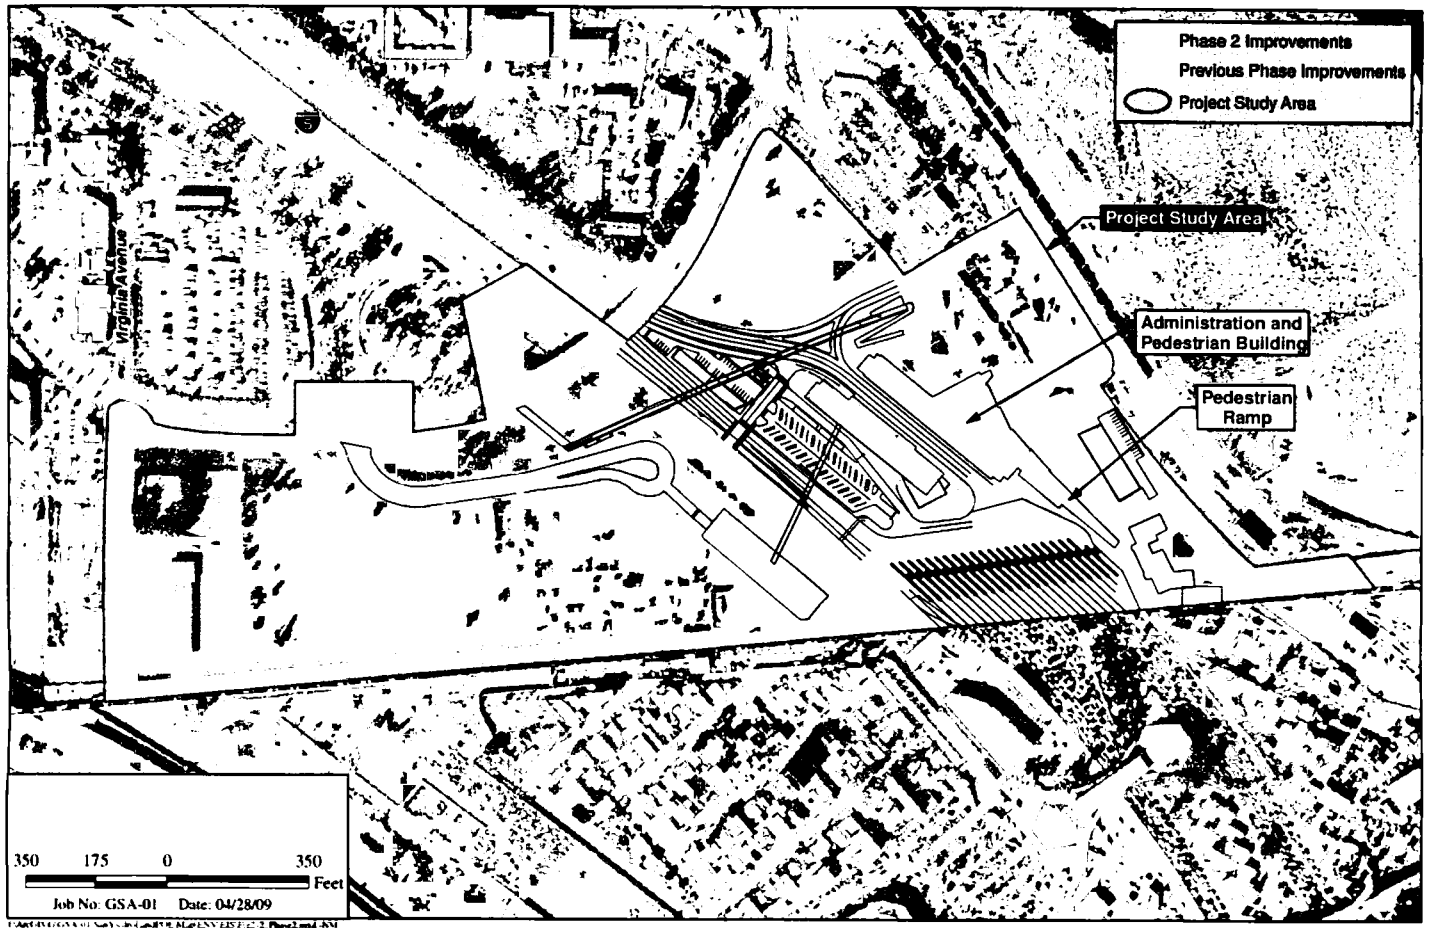 Phase 2 Improvements
Previous Phase Improvements
Project Study Area
Virginia Avenue
Project Study Area
Administration and
Pedestrian Building
Pedestrian
Ramp
350 175 0 350
Feet
Job No: GSA-01 Date: 04/28/09